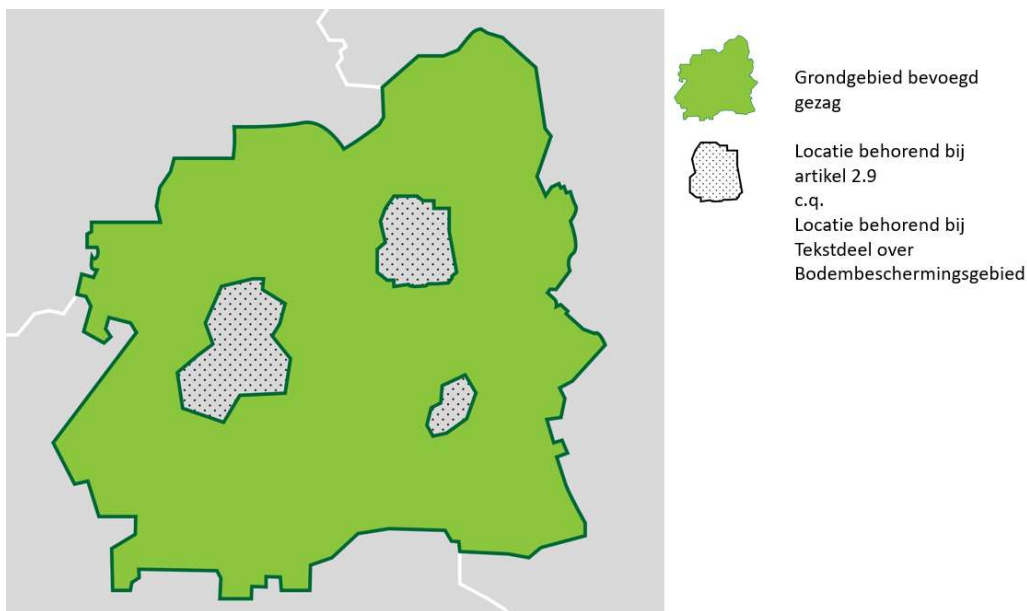 Grondgebied bevoegd
gezag
Locatie behorend bij
artikel 2.9
c.q.
Locatie behorend bij
Tekstdeel over
Bodembeschermingsgebied